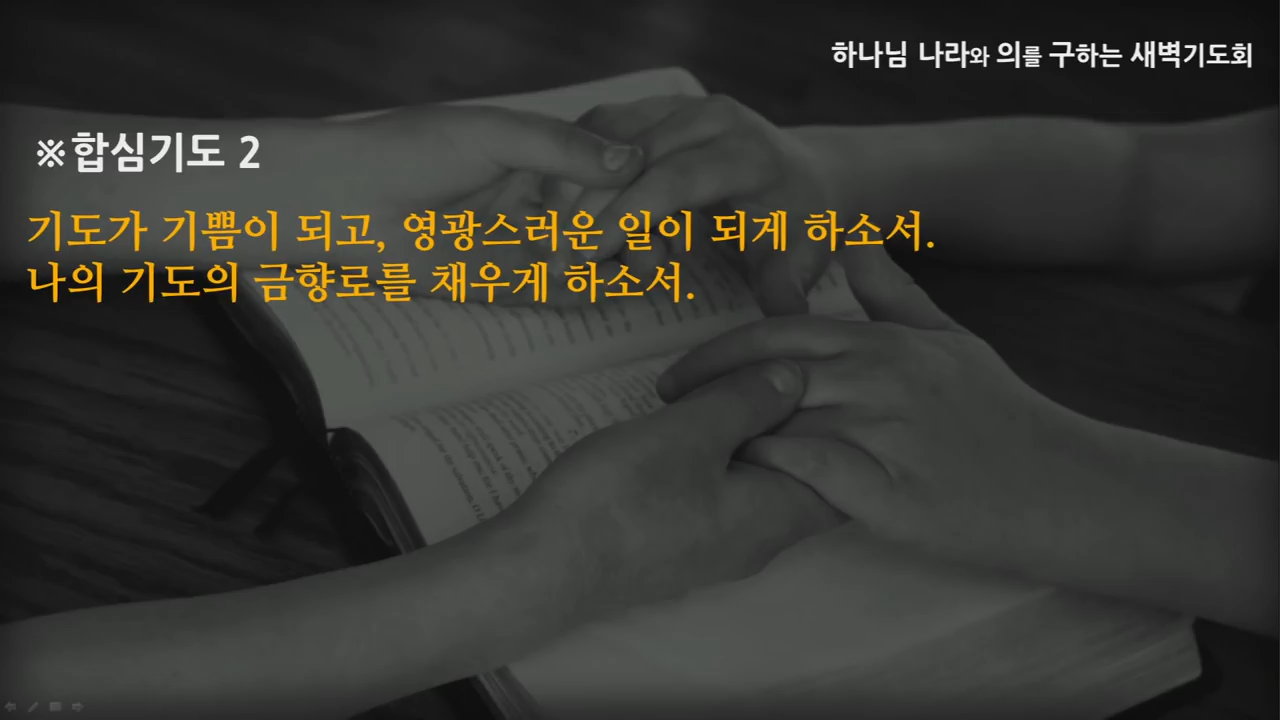 하나님 나라와 의를 구하는 새벽기도회
※합심기도 2
기도가 기쁨이 되고, 영광스러운 일이 되게 하소서.
나의 기도의 금향로를 채우게 하소서.